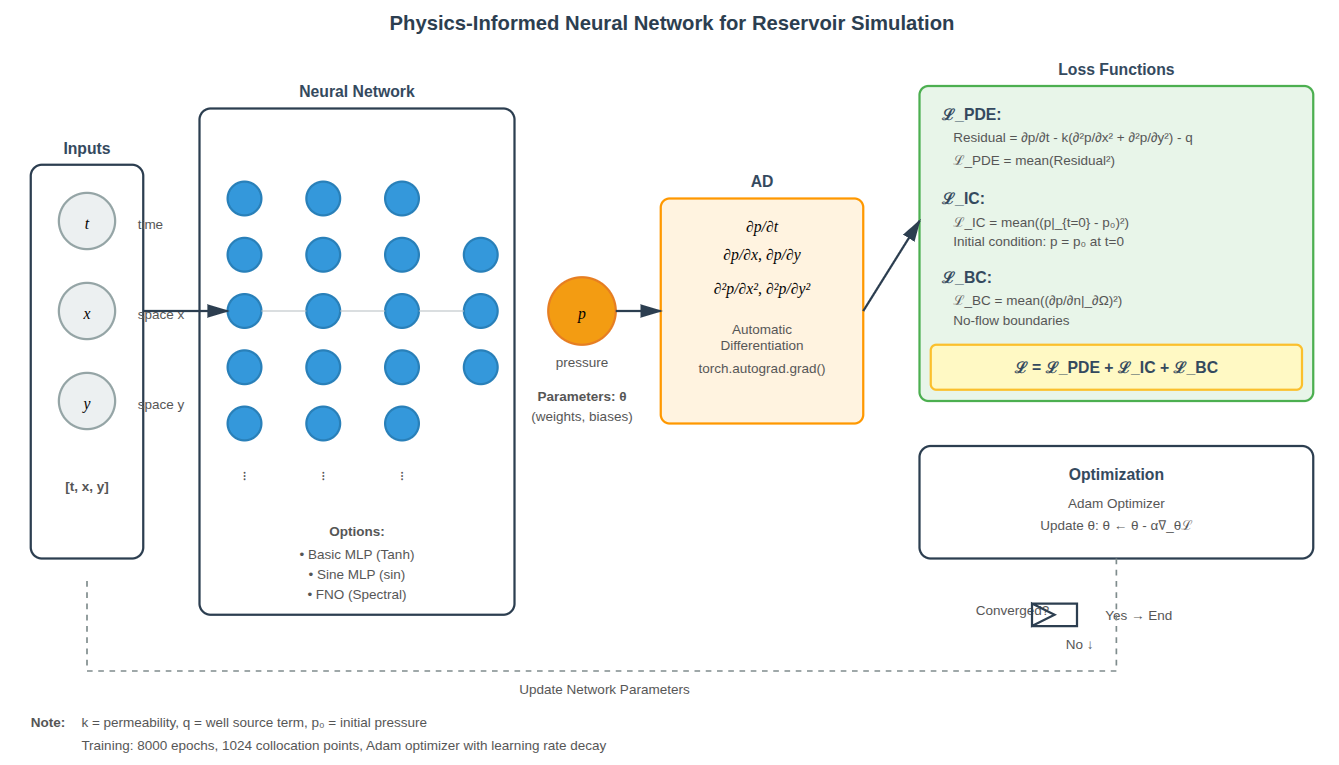 Physics-Informed Neural Network for Reservoir Simulation
Inputs
t
time
x
space x
y
space y
[t, x, y]
Neural Network
⋮ ⋮ ⋮
Options:
• Basic MLP (Tanh)
• Sine MLP (sin)
• FNO (Spectral)
p
pressure
Parameters: θ
(weights, biases)
AD
∂p/∂t
∂p/∂x, ∂p/∂y
∂²p/∂x², ∂²p/∂y²
Automatic
Differentiation
torch.autograd.grad()
Loss Functions
ℒ_PDE:
Residual = ∂p/∂t - k(∂²p/∂x² + ∂²p/∂y²) - q
ℒ_PDE = mean(Residual²)
ℒ_IC:
ℒ_IC = mean((p|_{t=0} - p₀)²)
Initial condition: p = p₀ at t=0
ℒ_BC:
ℒ_BC = mean((∂p/∂n|_∂Ω)²)
No-flow boundaries
ℒ = ℒ_PDE + ℒ_IC + ℒ_BC
Optimization
Adam Optimizer
Update θ: θ ← θ - α∇_θℒ
Converged?
Yes → End
No ↓
Update Network Parameters
Note: k = permeability, q = well source term, p₀ = initial pressure
Training: 8000 epochs, 1024 collocation points, Adam optimizer with learning rate decay